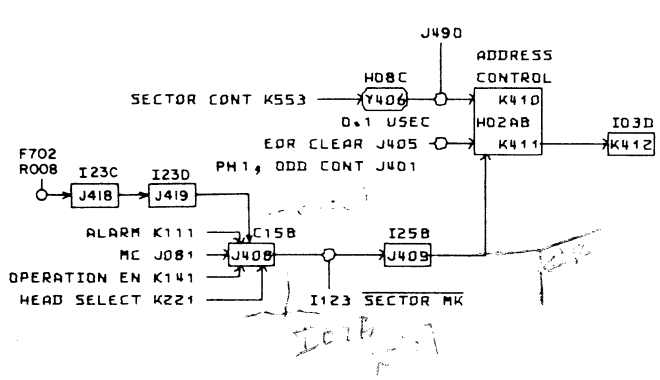 J490
ADDRESS
CONTROL
H08C
SECTOR CONT K553
Y406
K410
0.1 USEC
H02AB
I03D
EOR CLEAR J405
K411
K412
F702
R008
PH1, ODD CONT J401
I23C
I23D
J418
J419
ALARM K111
C15B
I25B
MC J081
J408
J409
OPERATION EN K141
HEAD SELECT K221
I123 SECTOR MK